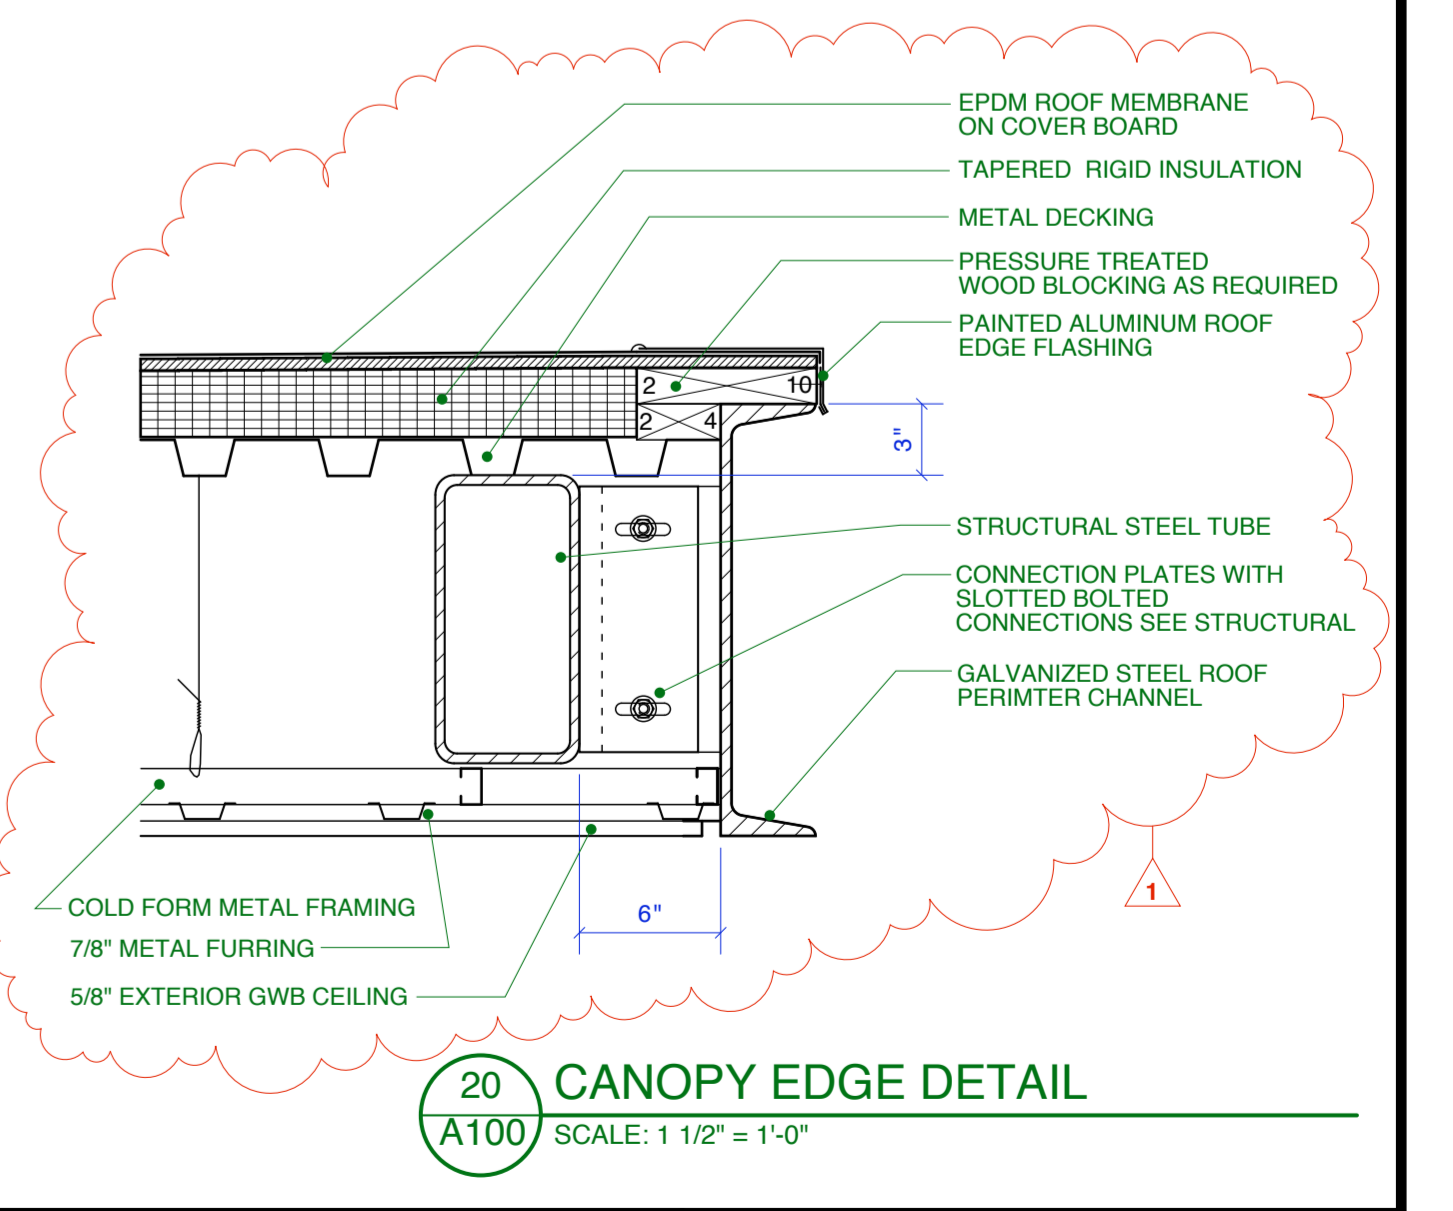 EPDM ROOF MEMBRANE
ON COVER BOARD
TAPERED RIGID INSULATION
METAL DECKING
PRESSURE TREATED
WOOD BLOCKING AS REQUIRED
PAINTED ALUMINUM ROOF
EDGE FLASHING
2 10
2 4
3"
STRUCTURAL STEEL TUBE
CONNECTION PLATES WITH
SLOTTED BOLTED
CONNECTIONS SEE STRUCTURAL
GALVANIZED STEEL ROOF
PERIMTER CHANNEL
1
6"
COLD FORM METAL FRAMING
7/8" METAL FURRING
5/8" EXTERIOR GWB CEILING
20
A100
CANOPY EDGE DETAIL
SCALE: 1 1/2" = 1'-0"